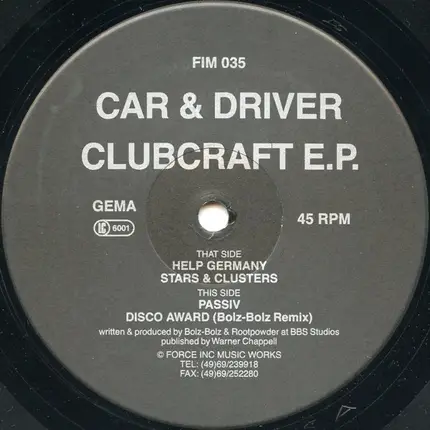 FIM 035
CAR & DRIVER
CLUBCRAFT E.P.
GEMA
LC 6001
45 RPM
THAT SIDE
HELP GERMANY
STARS & CLUSTERS
THIS SIDE
PASSIV
DISCO AWARD (Bolz-Bolz Remix)
written & produced by Bolz-Bolz & Rootpowder at BBS Studios
published by Warner Chappell
© FORCE INC MUSIC WORKS
TEL: (49)69/239918
FAX: (49)69/252280